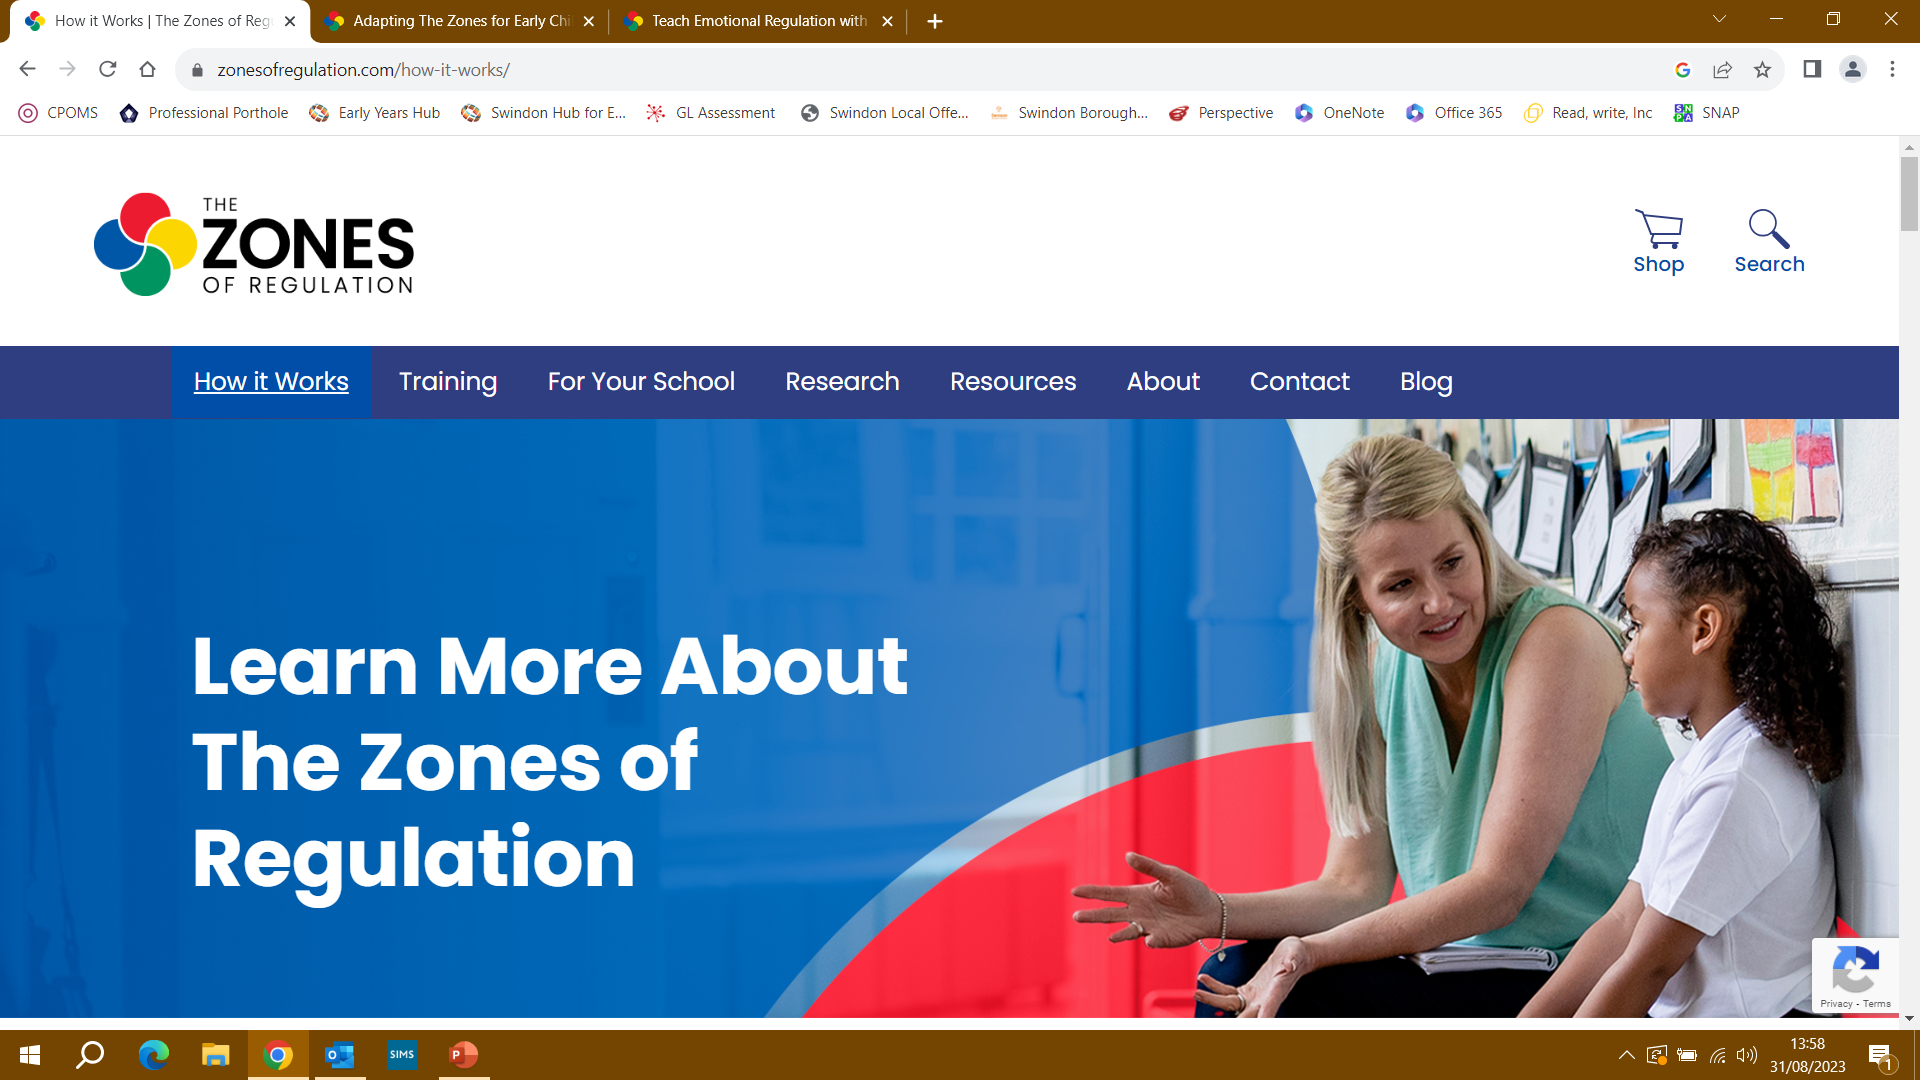 How it Works | The Zones of Reg
Adapting The Zones for Early Chi
Teach Emotional Regulation with
zonesofregulation.com/how-it-works/
CPOMS
Professional Porthole
Early Years Hub
Swindon Hub for E...
GL Assessment
Swindon Local Offe...
Swindon Borough...
Perspective
OneNote
Office 365
Read, write, Inc
SNAP
THE
ZONES
OF REGULATION
Shop
Search
How it Works
Training
For Your School
Research
Resources
About
Contact
Blog
Learn More About
The Zones of
Regulation
Privacy - Terms
SIMS
13:58
31/08/2023
1